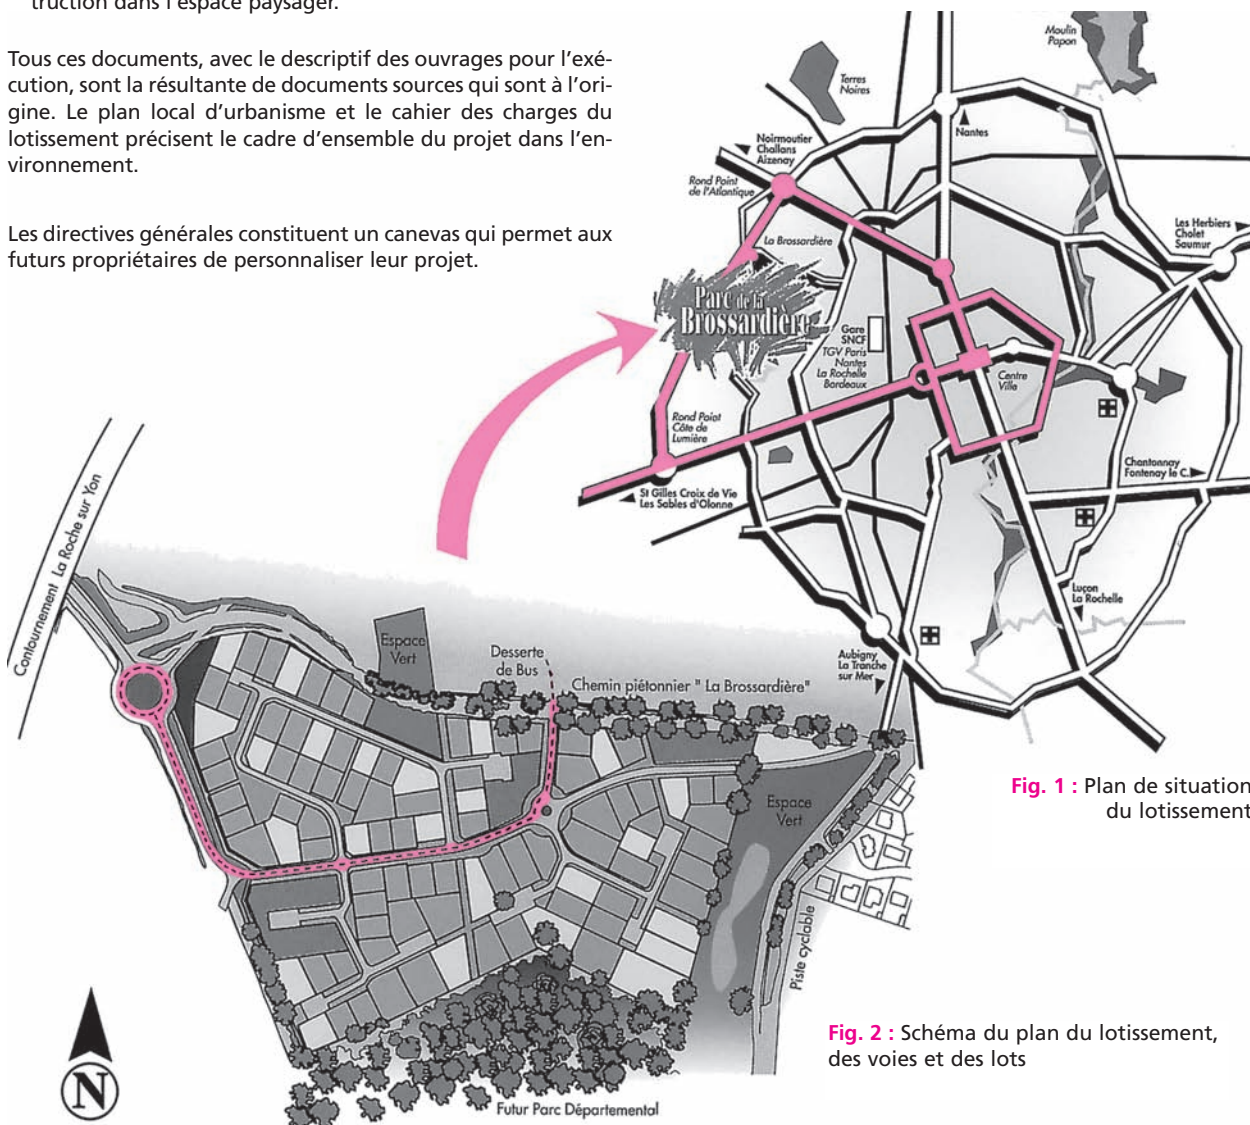 truction dans l'espace paysager.
Tous ces documents, avec le descriptif des ouvrages pour l'exé-
cution, sont la résultante de documents sources qui sont à l'ori-
gine. Le plan local d'urbanisme et le cahier des charges du
lotissement précisent le cadre d'ensemble du projet dans l'en-
vironnement.
Les directives générales constituent un canevas qui permet aux
futurs propriétaires de personnaliser leur projet.
Moulin
Papon
Terres
Noires
Nantes
Noirmoutier
Challans
Aizenay
Rond Point
de l'Atlantique
Les Herbiers
Cholet
Saumur
La Brossardière
Parc de la
Brossardière
Gare
SNCF
TGV Paris
Nantes
La Rochelle
Bordeaux
Centre
Ville
Rond Point
Côte de
Lumière
Chantonnay
Fontenay le C.
St Gilles Croix de Vie
Les Sables d'Olonne
Luçon
La Rochelle
Aubigny
La Tranche
sur Mer
Fig. 1 : Plan de situation
du lotissement
Contournement La Roche sur Yon
Espace
Vert
Desserte
de Bus
Chemin piétonnier " La Brossardière"
Espace
Vert
Piste cyclable
Futur Parc Départemental
N
Fig. 2 : Schéma du plan du lotissement,
des voies et des lots